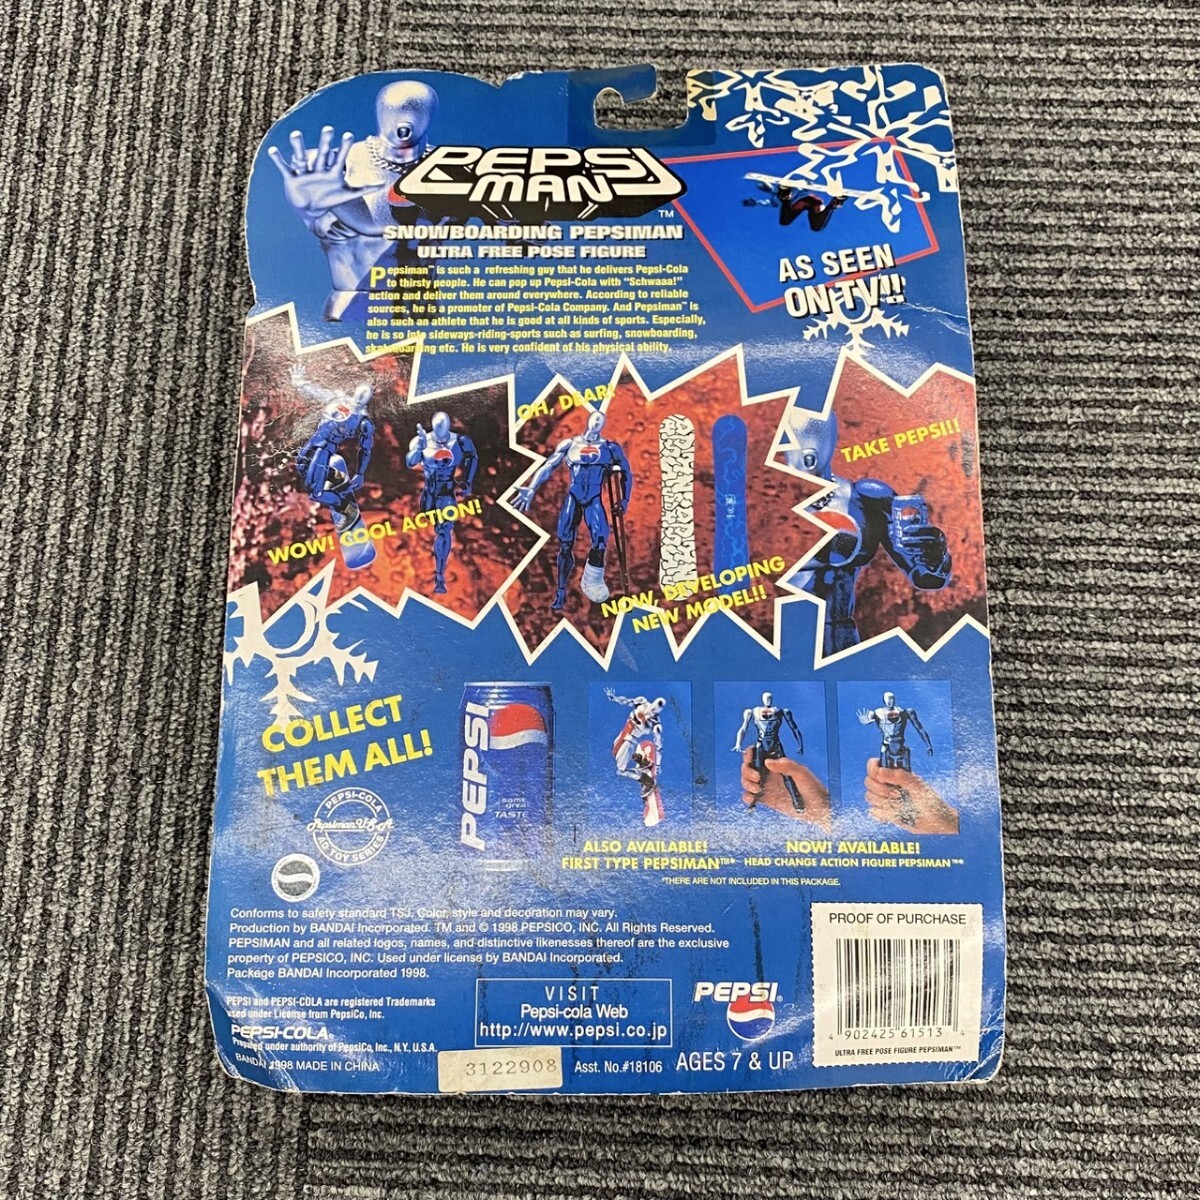 PEPSI
MAN
TM
SNOWBOARDING PEPSIMAN
ULTRA FREE POSE FIGURE
Pepsiman™ is such a refreshing guy that he delivers Pepsi-Cola
to thirsty people. He can pop up Pepsi-Cola with "Schwaaa!"
action and deliver them around everywhere. According to reliable
sources, he is a promoter of Pepsi-Cola Company. And Pepsiman™ is
also such an athlete that he is good at all kinds of sports. Especially,
he is so into sideways-riding-sports such as surfing, snowboarding,
skateboarding etc. He is very confident of his physical ability.
AS SEEN
ON TV!!
WOW! COOL ACTION!
OH, DEAR!
NOW, DEVELOPING
NEW MODEL!!
TAKE PEPSI!!
COLLECT
THEM ALL!
PEPSI-COLA
Pepsiman U.S.A.
AD TOY SERIES
PEPSI
same
great
TASTE
ALSO AVAILABLE!
FIRST TYPE PEPSIMAN™*
NOW! AVAILABLE!
HEAD CHANGE ACTION FIGURE PEPSIMAN™*
*THERE ARE NOT INCLUDED IN THIS PACKAGE.
Conforms to safety standard TSJ. Color, style and decoration may vary.
Production by BANDAI Incorporated. TM and © 1998 PEPSICO, INC. All Rights Reserved.
PEPSIMAN and all related logos, names, and distinctive likenesses thereof are the exclusive
property of PEPSICO, INC. Used under license by BANDAI Incorporated.
Package BANDAI Incorporated 1998.
PEPSI and PEPSI-COLA are registered Trademarks
used under License from PepsiCo, Inc.
PEPSI-COLA®
Prepared under authority of PepsiCo, Inc., N.Y., U.S.A.
BANDAI 1998 MADE IN CHINA
3122908
VISIT
Pepsi-cola Web
http://www.pepsi.co.jp
Asst. No.#18106
PEPSI®
AGES 7 & UP
PROOF OF PURCHASE
4 902425 61513 4
ULTRA FREE POSE FIGURE PEPSIMAN™